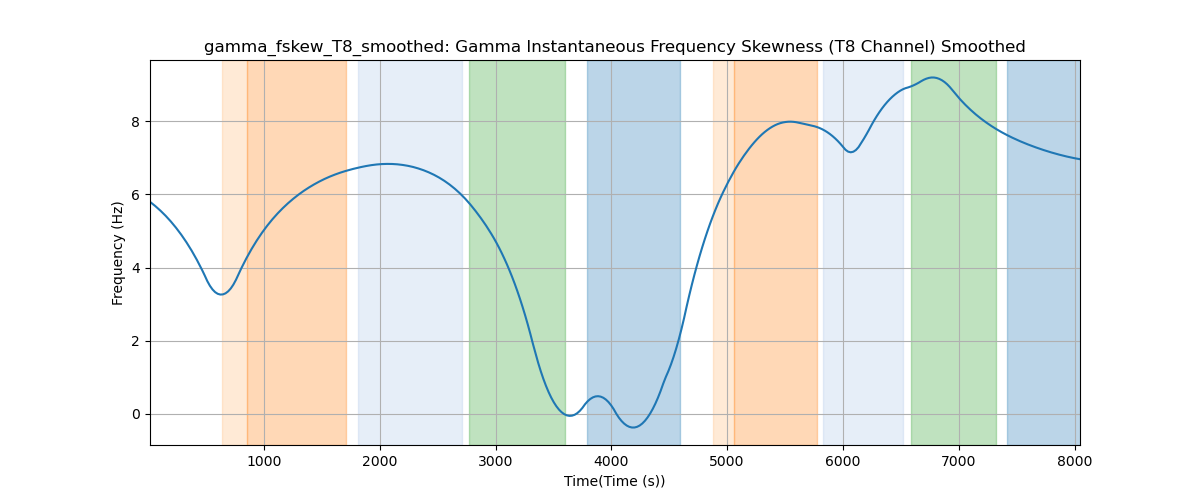 gamma_fskew_T8_smoothed: Gamma Instantaneous Frequency Skewness (T8 Channel) Smoothed
Frequency (Hz)
8
6
4
2
0
1000 2000 3000 4000 5000 6000 7000 8000
Time(Time (s))